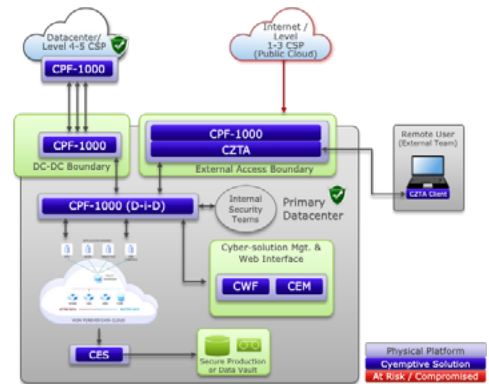 Datacenter/
Level 4-5 CSP
CPF-1000
Internet /
Level
1-3 CSP
(Public Cloud)
CPF-1000
DC-DC Boundary
CPF-1000
CZTA
External Access Boundary
Remote User
(External Team)
CZTA Client
CPF-1000 (D-i-D)
Internal
Security
Teams
Primary
Datacenter
Cyber-solution Mgt. &
Web Interface
CWF
CEM
CES
Secure Production
or Data Vault
Physical Platform
Cyemptive Solution
At Risk / Compromised